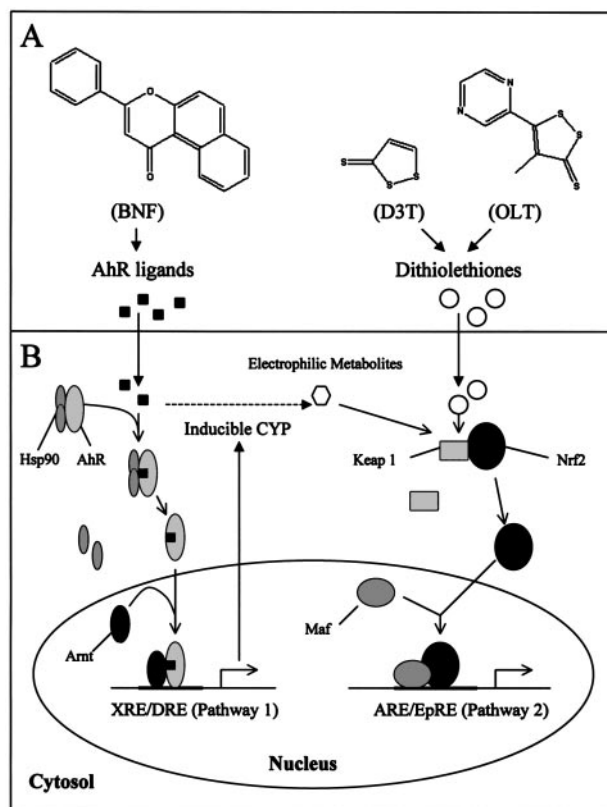 A
O
O
N
N
S
S
S
S
S
S
(BNF)
(D3T)
(OLT)
AhR ligands
Dithiolethiones
B
Electrophilic Metabolites
Inducible CYP
Hsp90
AhR
Keap 1
Nrf2
Arnt
Maf
XRE/DRE (Pathway 1)
ARE/EpRE (Pathway 2)
Nucleus
Cytosol